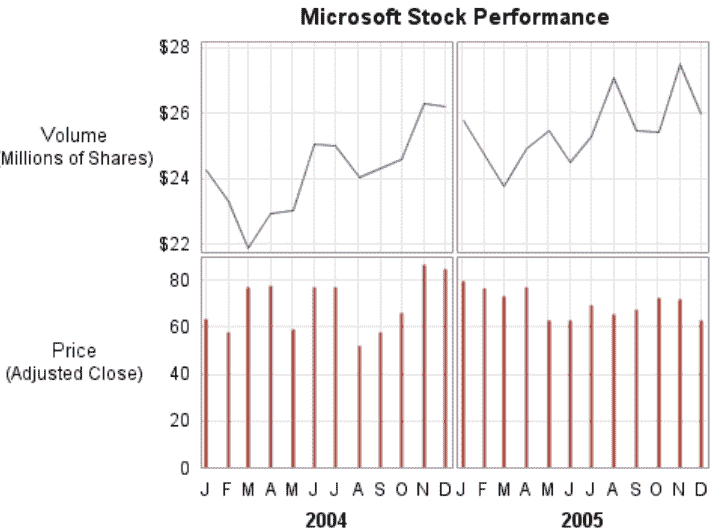 Microsoft Stock Performance
$28
$26
$24
$22
Volume
(Millions of Shares)
80
60
40
20
0
Price
(Adjusted Close)
J F M A M J J A S O N D J F M A M J J A S O N D
2004 2005